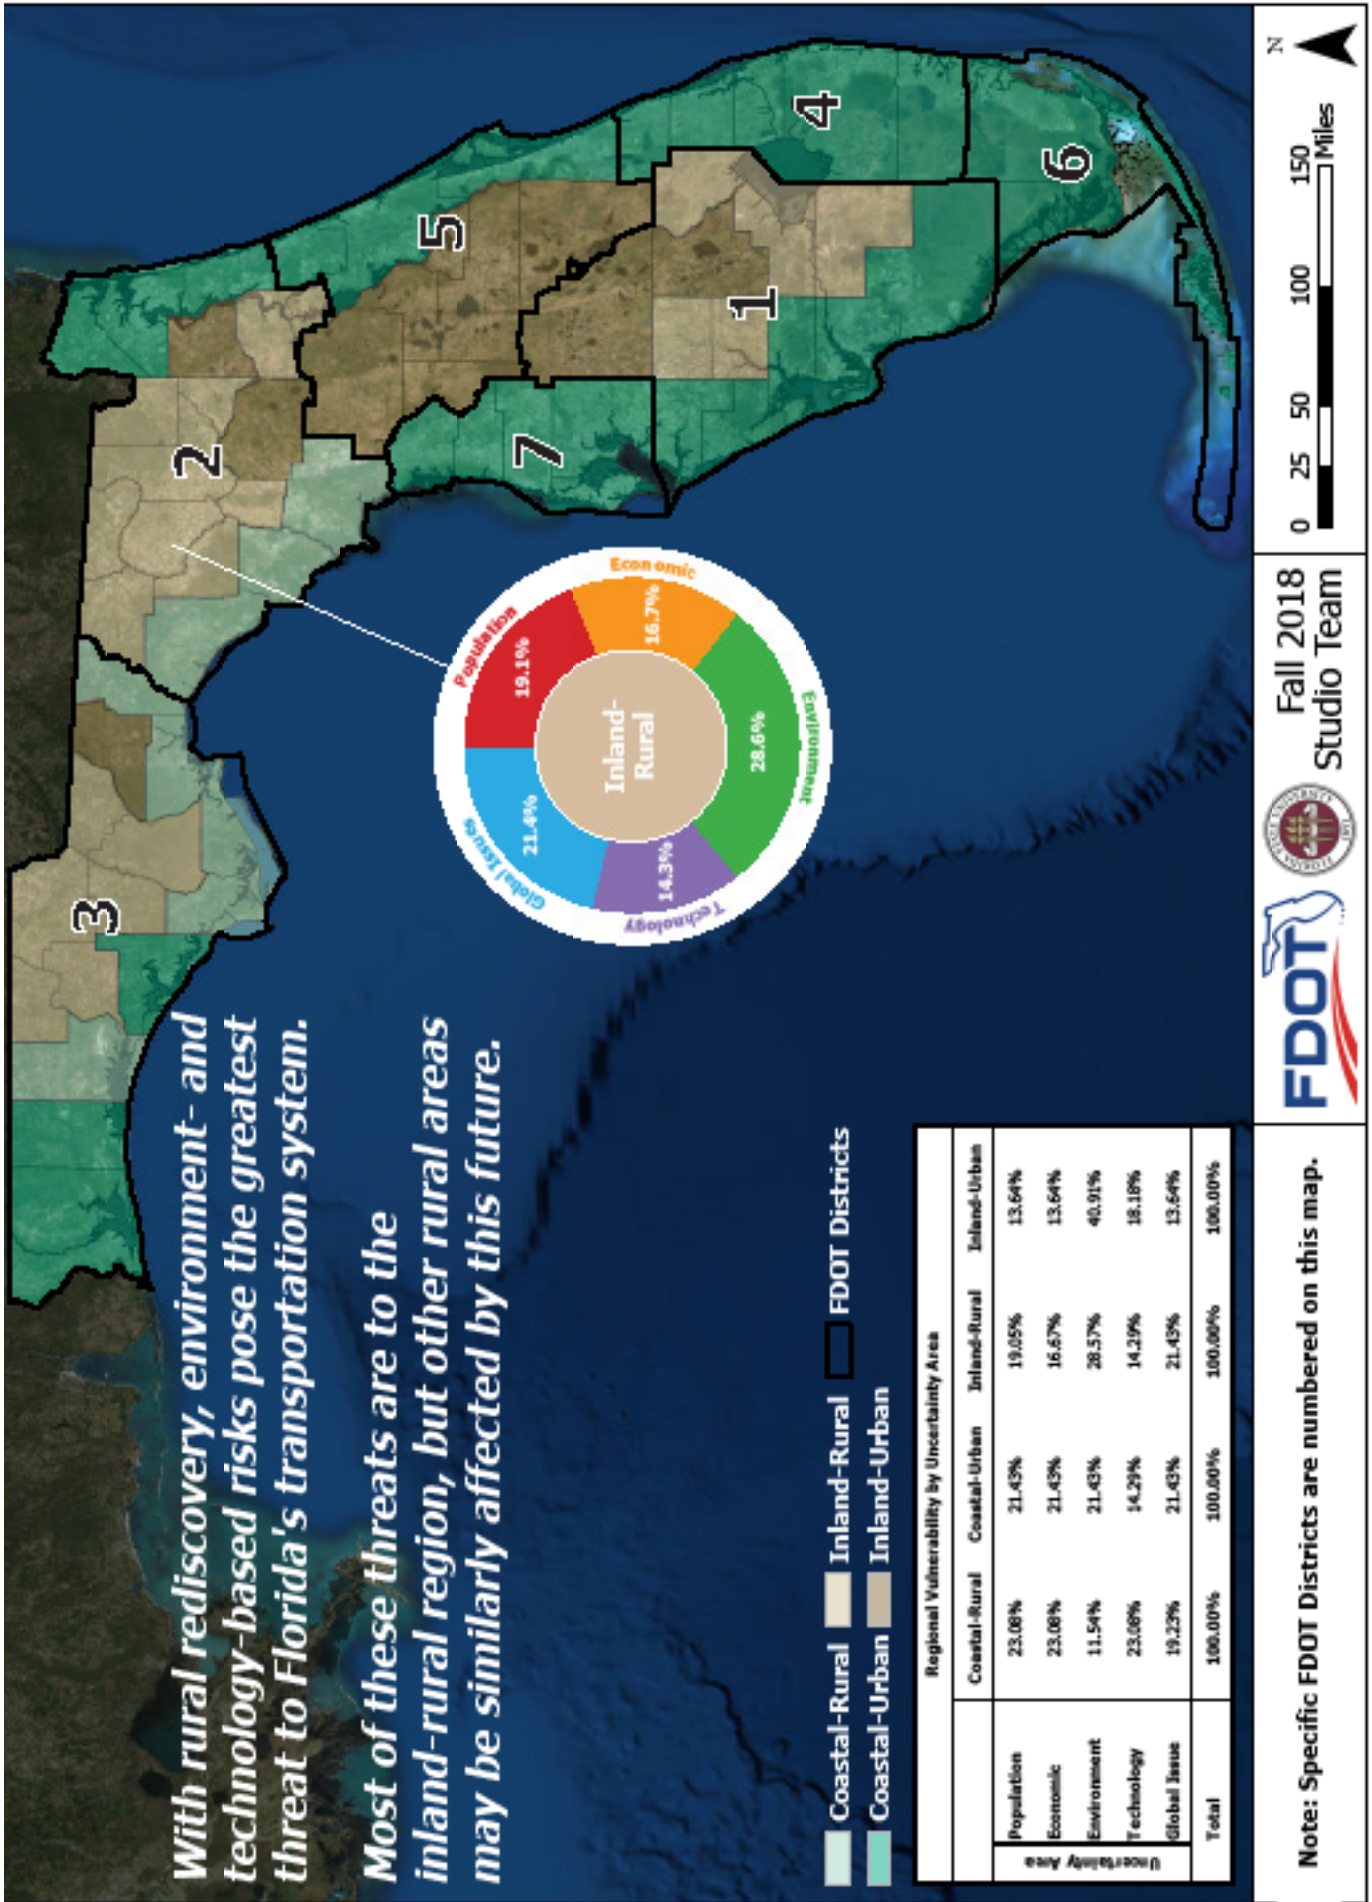 With rural rediscovery, environment- and
technology-based risks pose the greatest
threat to Florida's transportation system.
Most of these threats are to the
inland-rural region, but other rural areas
may be similarly affected by this future.
3
2
5
7
1
4
6
Population
19.1%
Economic
16.7%
Environment
28.6%
Technology
14.3%
Global Issues
21.4%
Inland-
Rural
Coastal-Rural Inland-Rural FDOT Districts
Coastal-Urban Inland-Urban
Regional Vulnerability by Uncertainty Area
Coastal-Rural Coastal-Urban Inland-Rural Inland-Urban
Uncertainty Area
Population 23.08% 21.43% 19.05% 13.64%
Economic 23.08% 21.43% 16.67% 13.64%
Environment 11.54% 21.43% 28.57% 40.91%
Technology 23.08% 14.29% 14.29% 18.18%
Global Issue 19.23% 21.43% 21.43% 13.64%
Total 100.00% 100.00% 100.00% 100.00%
Note: Specific FDOT Districts are numbered on this map.
FDOT
Fall 2018
Studio Team
0 25 50 100 150
Miles
N